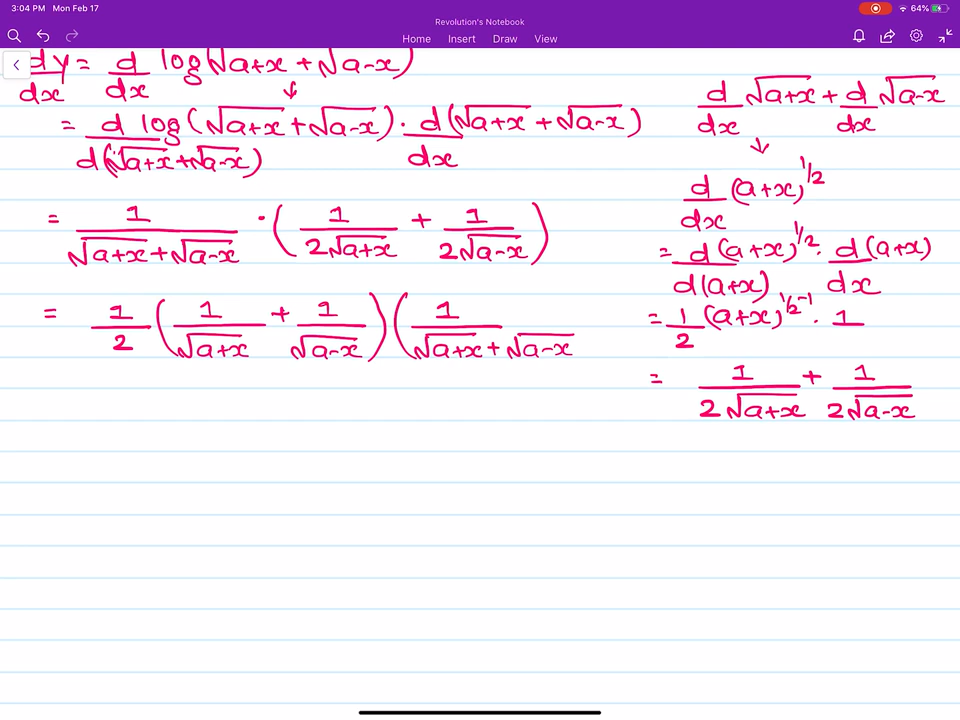 3:04 PM Mon Feb 17
64%
Revolution's Notebook
Home Insert Draw View
dy/dx = d/dx log(√a+x + √a-x)
= d log(√a+x + √a-x) / d(√a+x + √a-x) · d(√a+x + √a-x) / dx
= 1/(√a+x + √a-x) · (1/(2√a+x) + 1/(2√a-x))
= 1/2 (1/√a+x + 1/√a-x) (1/(√a+x + √a-x)
d/dx √a+x + d/dx √a-x
d/dx (a+x)^1/2
= d(a+x)^1/2 / d(a+x) · d(a+x)/dx
= 1/2 (a+x)^1/2-1 · 1
= 1/(2√a+x) + 1/(2√a-x)